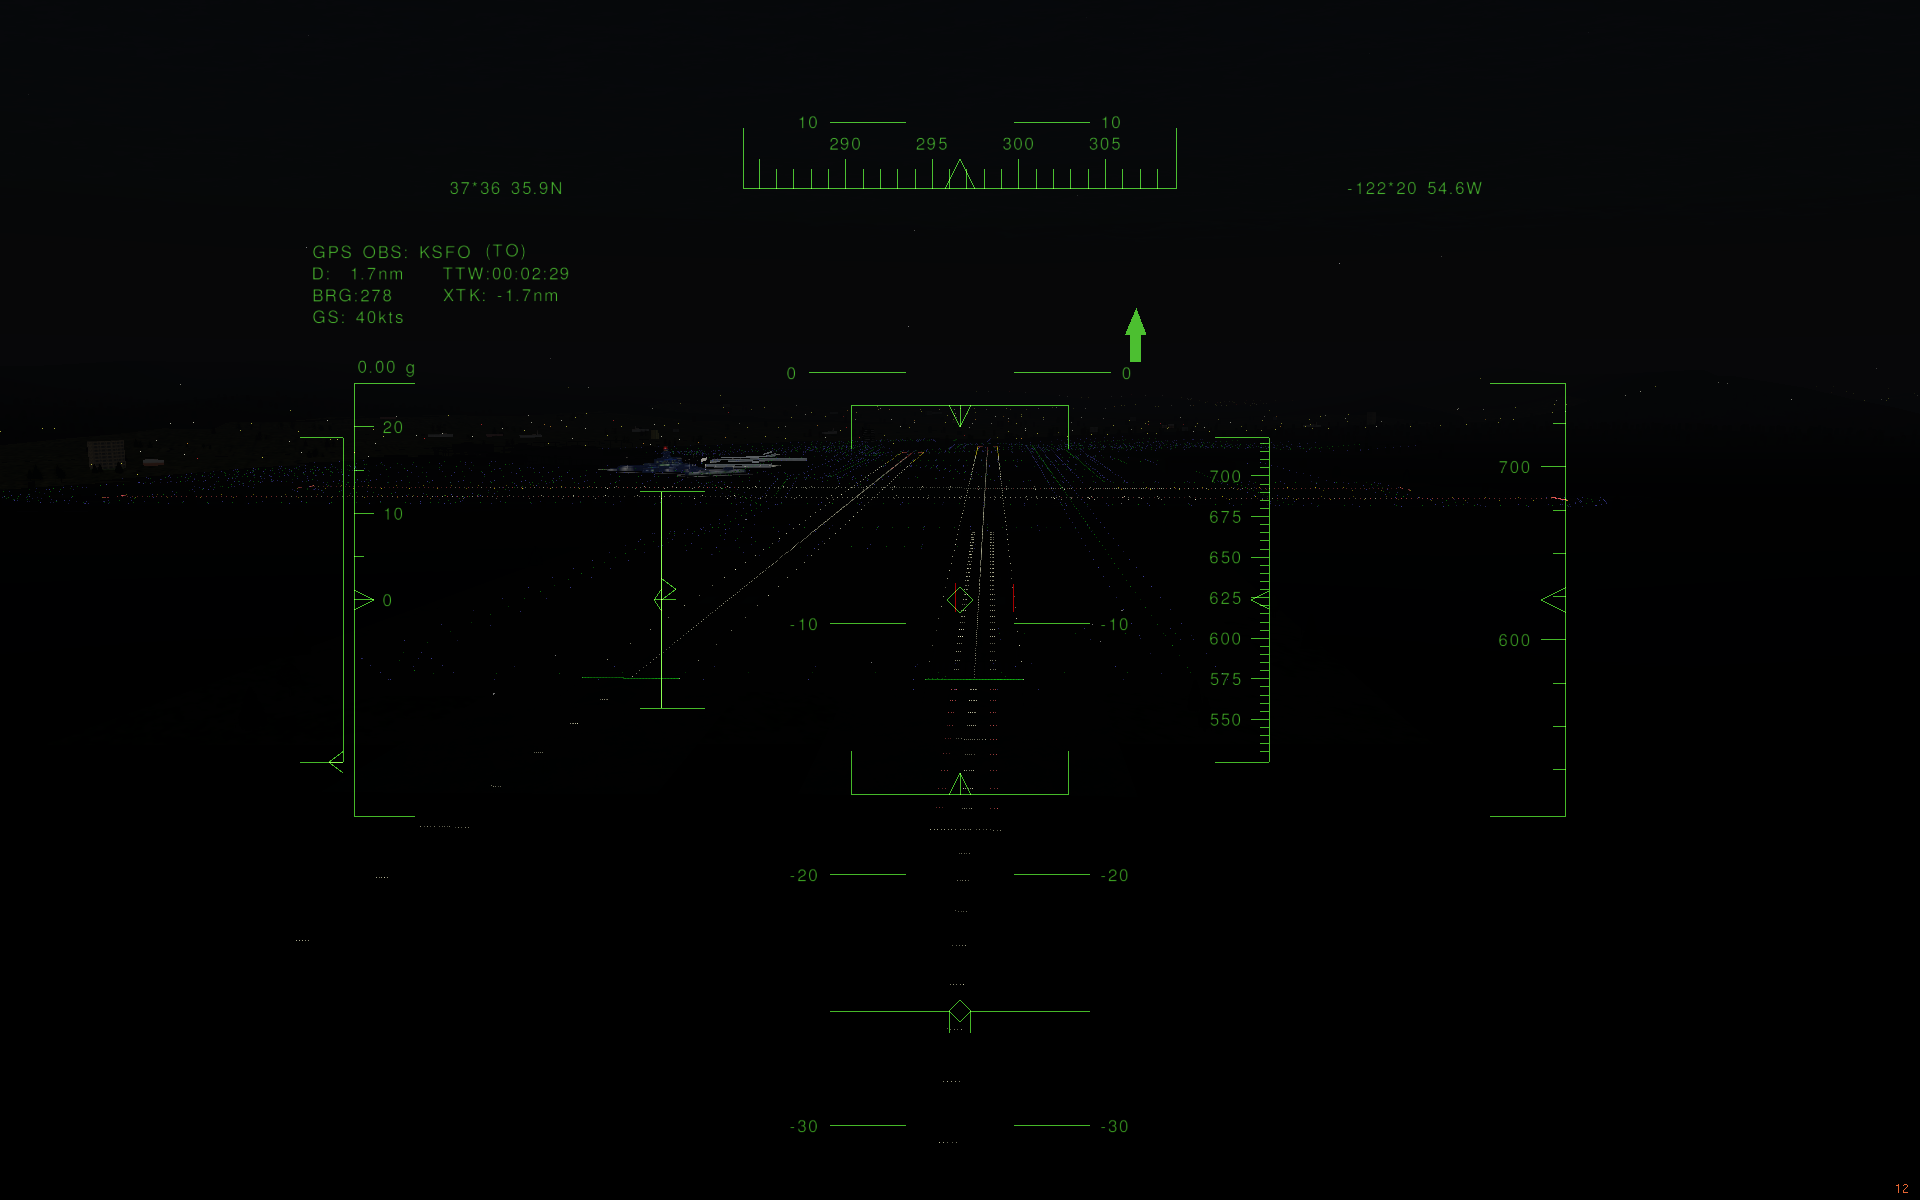 10 10
290 295 300 305
37*36 35.9N -122*20 54.6W
GPS OBS: KSFO (TO)
D: 1.7nm TTW:00:02:29
BRG:278 XTK: -1.7nm
GS: 40kts
0.00 g
0 0
20
700
700
10
675
650
0
625
-10 -10
600
600
575
550
-20 -20
-30 -30
12